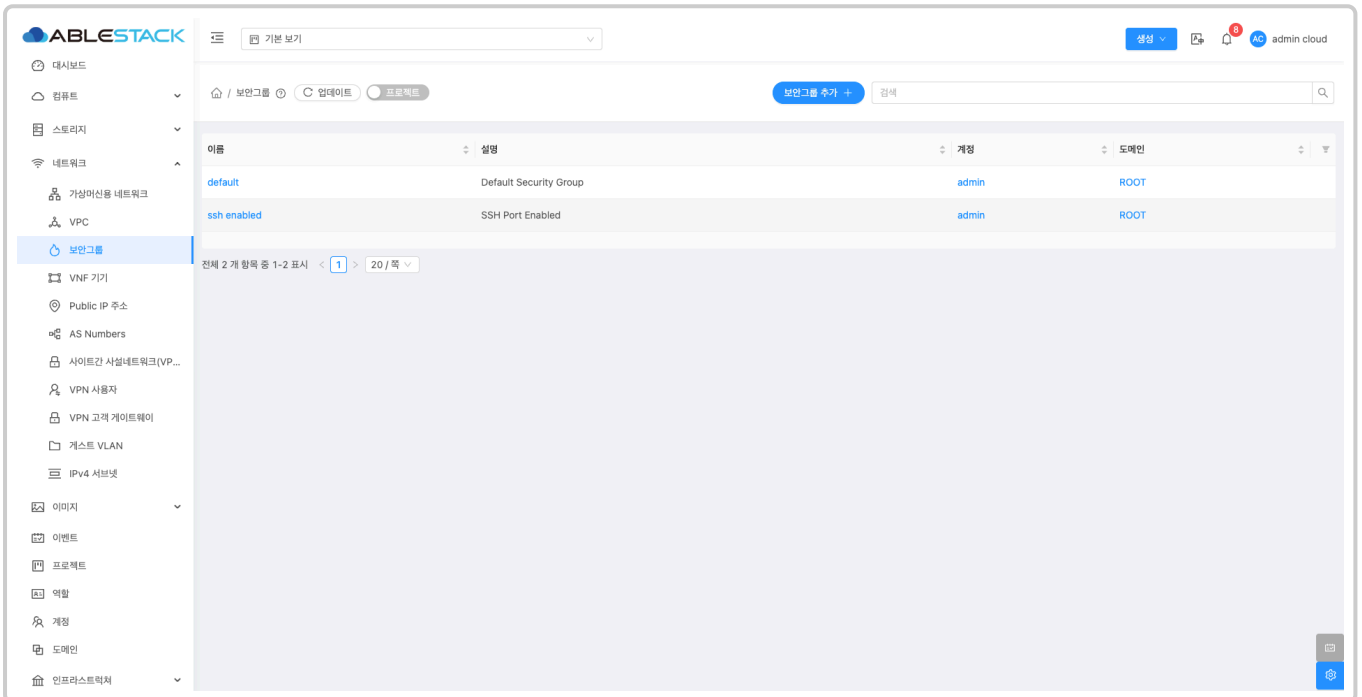 ABLESTACK
기본 보기
생성
8
AC
admin cloud
대시보드
컴퓨트
스토리지
네트워크
가상머신용 네트워크
VPC
보안그룹
VNF 기기
Public IP 주소
AS Numbers
사이트간 사설네트워크(VP...
VPN 사용자
VPN 고객 게이트웨이
게스트 VLAN
IPv4 서브넷
이미지
이벤트
프로젝트
역할
계정
도메인
인프라스트럭쳐
/ 보안그룹 업데이트 프로젝트
보안그룹 추가 +
검색
이름 설명 계정 도메인
default Default Security Group admin ROOT
ssh enabled SSH Port Enabled admin ROOT
전체 2 개 항목 중 1-2 표시 < 1 > 20 / 쪽